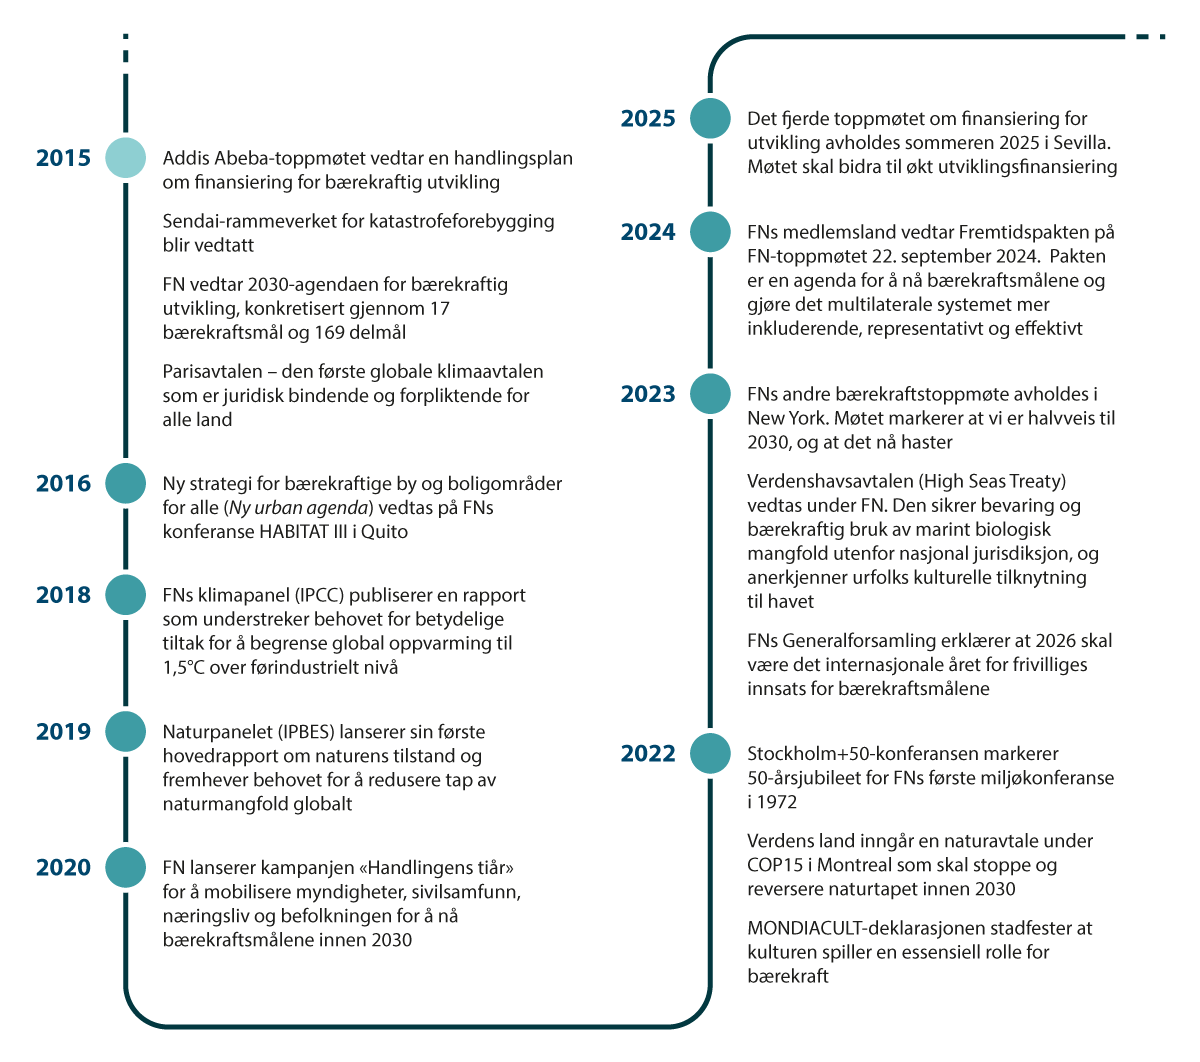 2015
Addis Abeba-toppmøtet vedtar en handlingsplan
om finansiering for bærekraftig utvikling
Sendai-rammeverket for katastrofeforebygging
blir vedtatt
FN vedtar 2030-agendaen for bærekraftig
utvikling, konkretisert gjennom 17
bærekraftsmål og 169 delmål
Parisavtalen – den første globale klimaavtalen
som er juridisk bindende og forpliktende for
alle land
2016
Ny strategi for bærekraftige by og boligområder
for alle (Ny urban agenda) vedtas på FNs
konferanse HABITAT III i Quito
2018
FNs klimapanel (IPCC) publiserer en rapport
som understreker behovet for betydelige
tiltak for å begrense global oppvarming til
1,5°C over førindustrielt nivå
2019
Naturpanelet (IPBES) lanserer sin første
hovedrapport om naturens tilstand og
fremhever behovet for å redusere tap av
naturmangfold globalt
2020
FN lanserer kampanjen «Handlingens tiår»
for å mobilisere myndigheter, sivilsamfunn,
næringsliv og befolkningen for å nå
bærekraftsmålene innen 2030
2025
Det fjerde toppmøtet om finansiering for
utvikling avholdes sommeren 2025 i Sevilla.
Møtet skal bidra til økt utviklingsfinansiering
2024
FNs medlemsland vedtar Fremtidspakten på
FN-toppmøtet 22. september 2024.  Pakten
er en agenda for å nå bærekraftsmålene og
gjøre det multilaterale systemet mer
inkluderende, representativt og effektivt
2023
FNs andre bærekraftstoppmøte avholdes i
New York. Møtet markerer at vi er halvveis til
2030, og at det nå haster
Verdenshavsavtalen (High Seas Treaty)
vedtas under FN. Den sikrer bevaring og
bærekraftig bruk av marint biologisk
mangfold utenfor nasjonal jurisdiksjon, og
anerkjenner urfolks kulturelle tilknytning
til havet
FNs Generalforsamling erklærer at 2026 skal
være det internasjonale året for frivilliges
innsats for bærekraftsmålene
2022
Stockholm+50-konferansen markerer
50-årsjubileet for FNs første miljøkonferanse
i 1972
Verdens land inngår en naturavtale under
COP15 i Montreal som skal stoppe og
reversere naturtapet innen 2030
MONDIACULT-deklarasjonen stadfester at
kulturen spiller en essensiell rolle for
bærekraft